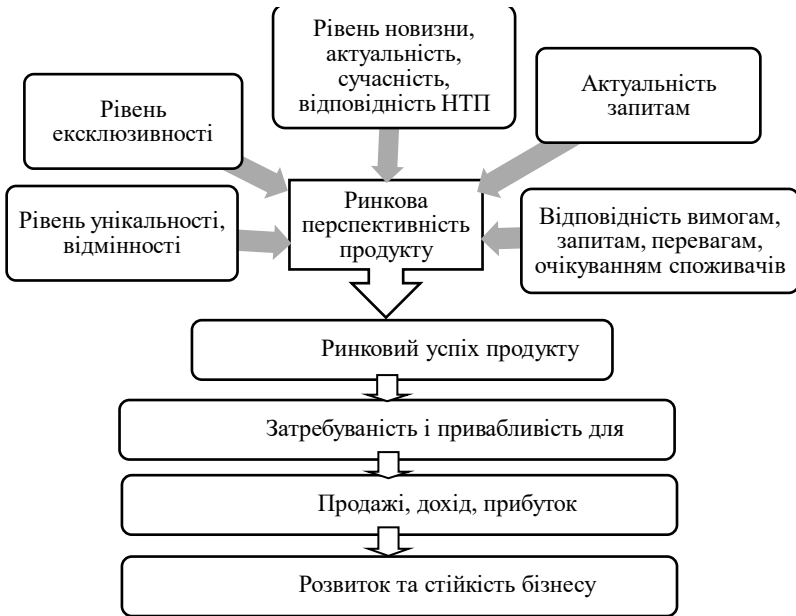 Рівень новизни,
актуальність,
сучасність,
відповідність НТП
Рівень
ексклюзивності
Актуальність
запитам
Рівень унікальності,
відмінності
Ринкова
перспективність
продукту
Відповідність вимогам,
запитам, перевагам,
очікуванням споживачів
Ринковий успіх продукту
Затребуваність і привабливість для
Продажі, дохід, прибуток
Розвиток та стійкість бізнесу